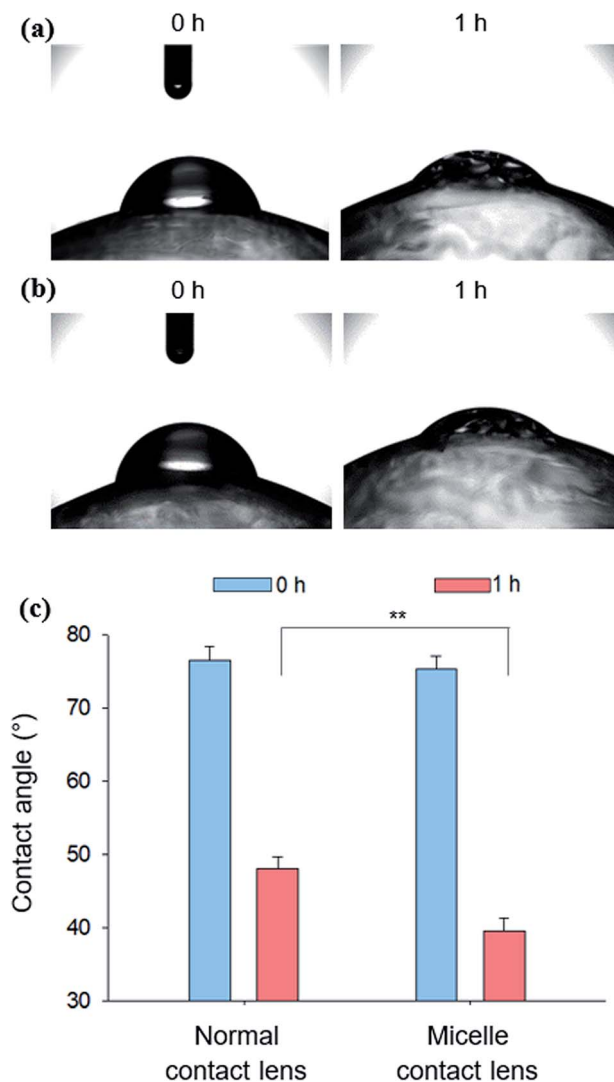 (a)
0 h
1 h
(b)
0 h
1 h
(c)
0 h
1 h
**
80
70
60
50
40
30
Contact angle (°)
Normal
contact lens
Micelle
contact lens